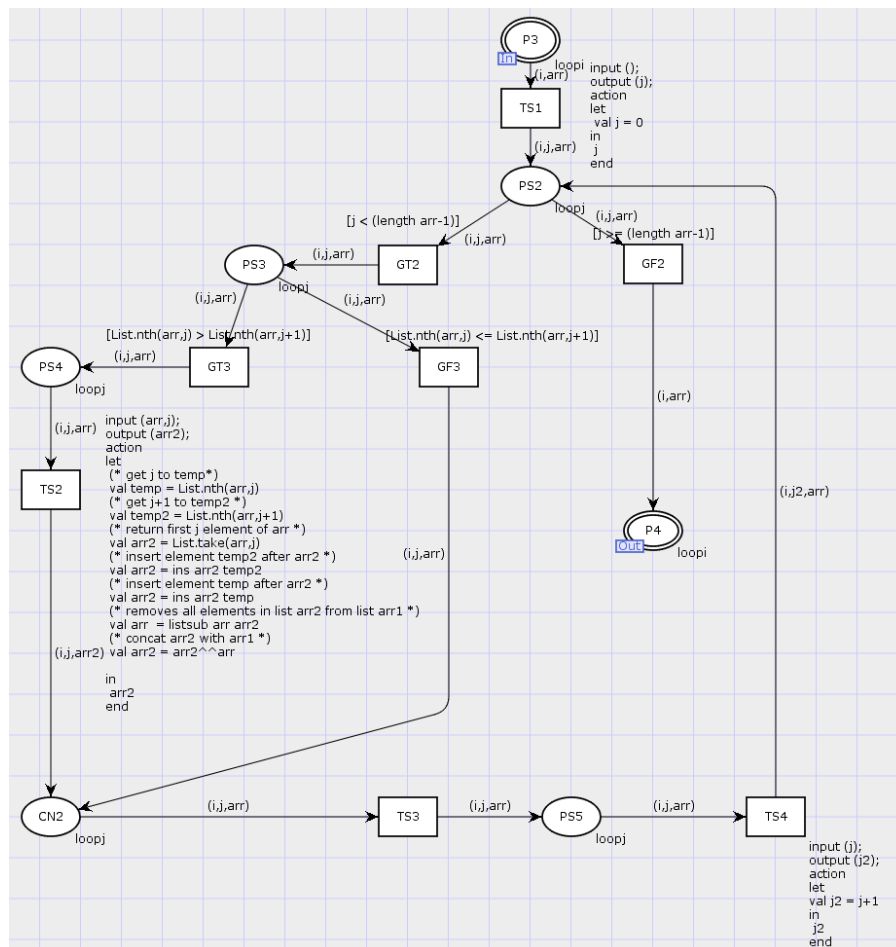 P3
In
loopi
(i,arr)
input ();
output (j);
action
let
val j = 0
in
j
end
TS1
(i,j,arr)
PS2
loopj
[j < (length arr-1)]
(i,j,arr)
(i,j,arr)
[j >= (length arr-1)]
PS3
loopj
(i,j,arr)
GT2
GF2
(i,j,arr)
(i,j,arr)
[List.nth(arr,j) > List.nth(arr,j+1)]
[List.nth(arr,j) <= List.nth(arr,j+1)]
PS4
loopj
(i,j,arr)
GT3
GF3
(i,arr)
(i,j,arr)
input (arr,j);
output (arr2);
action
let
(* get j to temp*)
val temp = List.nth(arr,j)
(* get j+1 to temp2 *)
val temp2 = List.nth(arr,j+1)
(* return first j element of arr *)
val arr2 = List.take(arr,j)
(* insert element temp2 after arr2 *)
val arr2 = ins arr2 temp2
(* insert element temp after arr2 *)
val arr2 = ins arr2 temp
(* removes all elements in list arr2 from list arr1 *)
val arr  = listsub arr arr2
(* concat arr2 with arr1 *)
val arr2 = arr2^^arr
in
arr2
end
TS2
(i,j2,arr)
P4
Out
loopi
(i,j,arr)
(i,j,arr2)
CN2
loopj
(i,j,arr)
TS3
(i,j,arr)
PS5
loopj
(i,j,arr)
TS4
input (j);
output (j2);
action
let
val j2 = j+1
in
j2
end